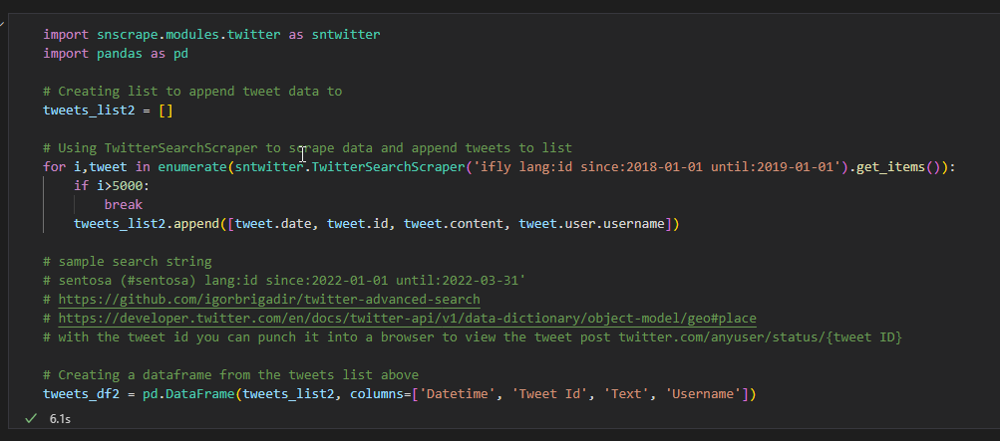 import snscrape.modules.twitter as sntwitter
import pandas as pd
# Creating list to append tweet data to
tweets_list2 = []
# Using TwitterSearchScraper to scrape data and append tweets to list
for i,tweet in enumerate(sntwitter.TwitterSearchScraper('ifly lang:id since:2018-01-01 until:2019-01-01').get_items()):
    if i>5000:
        break
    tweets_list2.append([tweet.date, tweet.id, tweet.content, tweet.user.username])
# sample search string
# sentosa (#sentosa) lang:id since:2022-01-01 until:2022-03-31'
# https://github.com/igorbrigadir/twitter-advanced-search
# https://developer.twitter.com/en/docs/twitter-api/v1/data-dictionary/object-model/geo#place
# with the tweet id you can punch it into a browser to view the tweet post twitter.com/anyuser/status/{tweet ID}
# Creating a dataframe from the tweets list above
tweets_df2 = pd.DataFrame(tweets_list2, columns=['Datetime', 'Tweet Id', 'Text', 'Username'])
6.1s